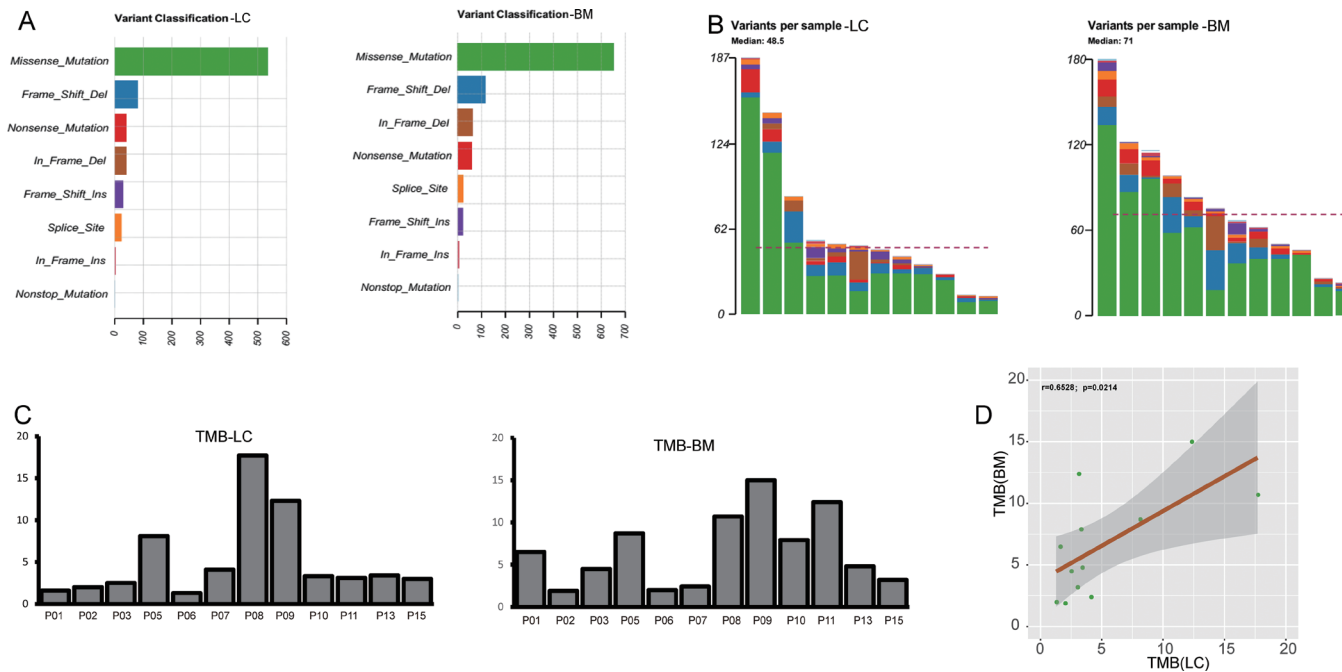 A
Variant Classification-LC
Missense_Mutation
Frame_Shift_Del
Nonsense_Mutation
In_Frame_Del
Frame_Shift_Ins
Splice_Site
In_Frame_Ins
Nonstop_Mutation
0 100 200 300 400 500 600
Variant Classification-BM
Missense_Mutation
Frame_Shift_Del
In_Frame_Del
Nonsense_Mutation
Splice_Site
Frame_Shift_Ins
In_Frame_Ins
Nonstop_Mutation
0 100 200 300 400 500 600 700
B
Variants per sample-LC
Median: 48.5
187
124
62
0
Variants per sample-BM
Median: 71
180
120
60
0
C
TMB-LC
20
15
10
5
0
P01 P02 P03 P05 P06 P07 P08 P09 P10 P11 P13 P15
TMB-BM
20
15
10
5
0
P01 P02 P03 P05 P06 P07 P08 P09 P10 P11 P13 P15
D
r=0.6528; p=0.0214
TMB(BM)
20
15
10
5
0
0 5 10 15 20
TMB(LC)